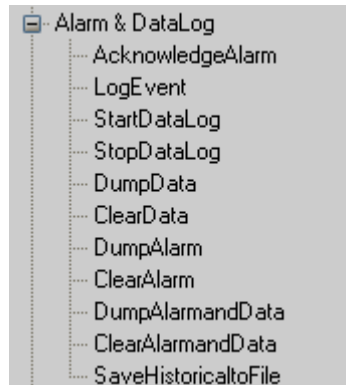 Alarm & DataLog
AcknowledgeAlarm
LogEvent
StartDataLog
StopDataLog
DumpData
ClearData
DumpAlarm
ClearAlarm
DumpAlarmandData
ClearAlarmandData
SaveHistoricaltoFile